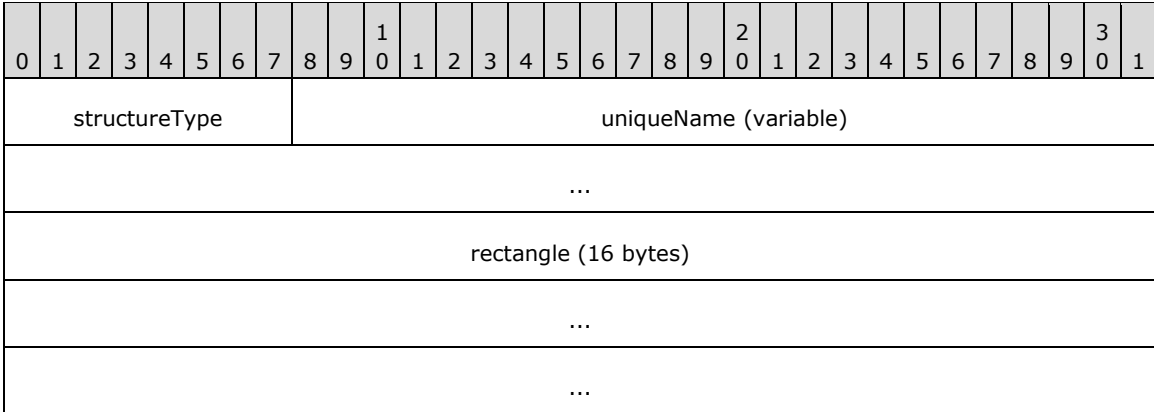 1 2 3
0 1 2 3 4 5 6 7 8 9 0 1 2 3 4 5 6 7 8 9 0 1 2 3 4 5 6 7 8 9 0 1
structureType uniqueName (variable)
...
rectangle (16 bytes)
...
...